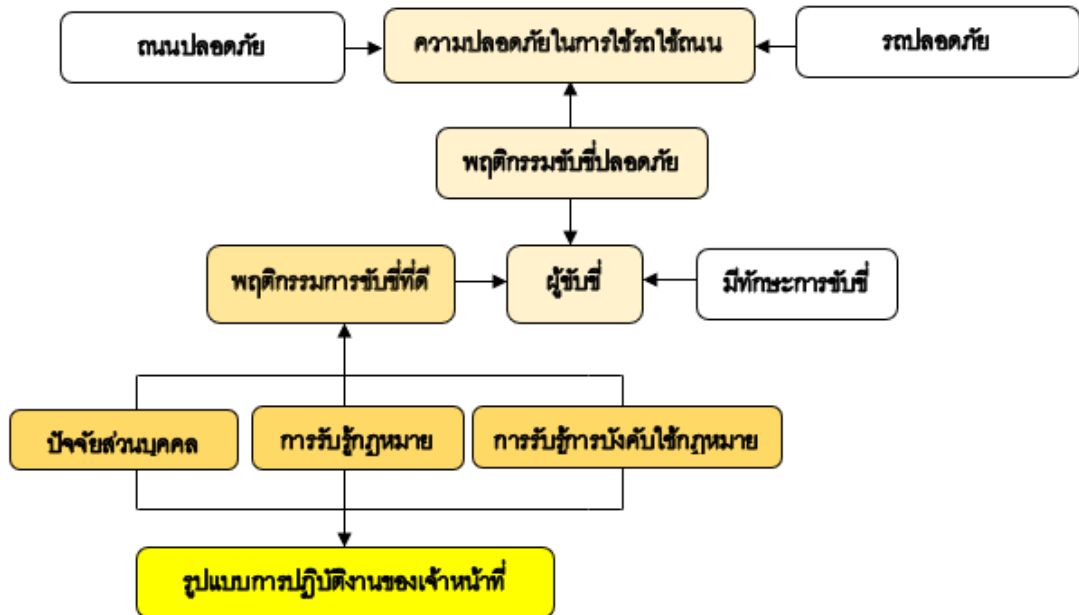 ถนนปลอดภัย
ความปลอดภัยในการใช้รถใช้ถนน
รถปลอดภัย
พฤติกรรมขับขี่ปลอดภัย
พฤติกรรมการขับขี่ที่ดี
ผู้ขับขี่
มีทักษะการขับขี่
ปัจจัยส่วนบุคคล
การรับรู้กฎหมาย
การรับรู้การบังคับใช้กฎหมาย
รูปแบบการปฏิบัติงานของเจ้าหน้าที่